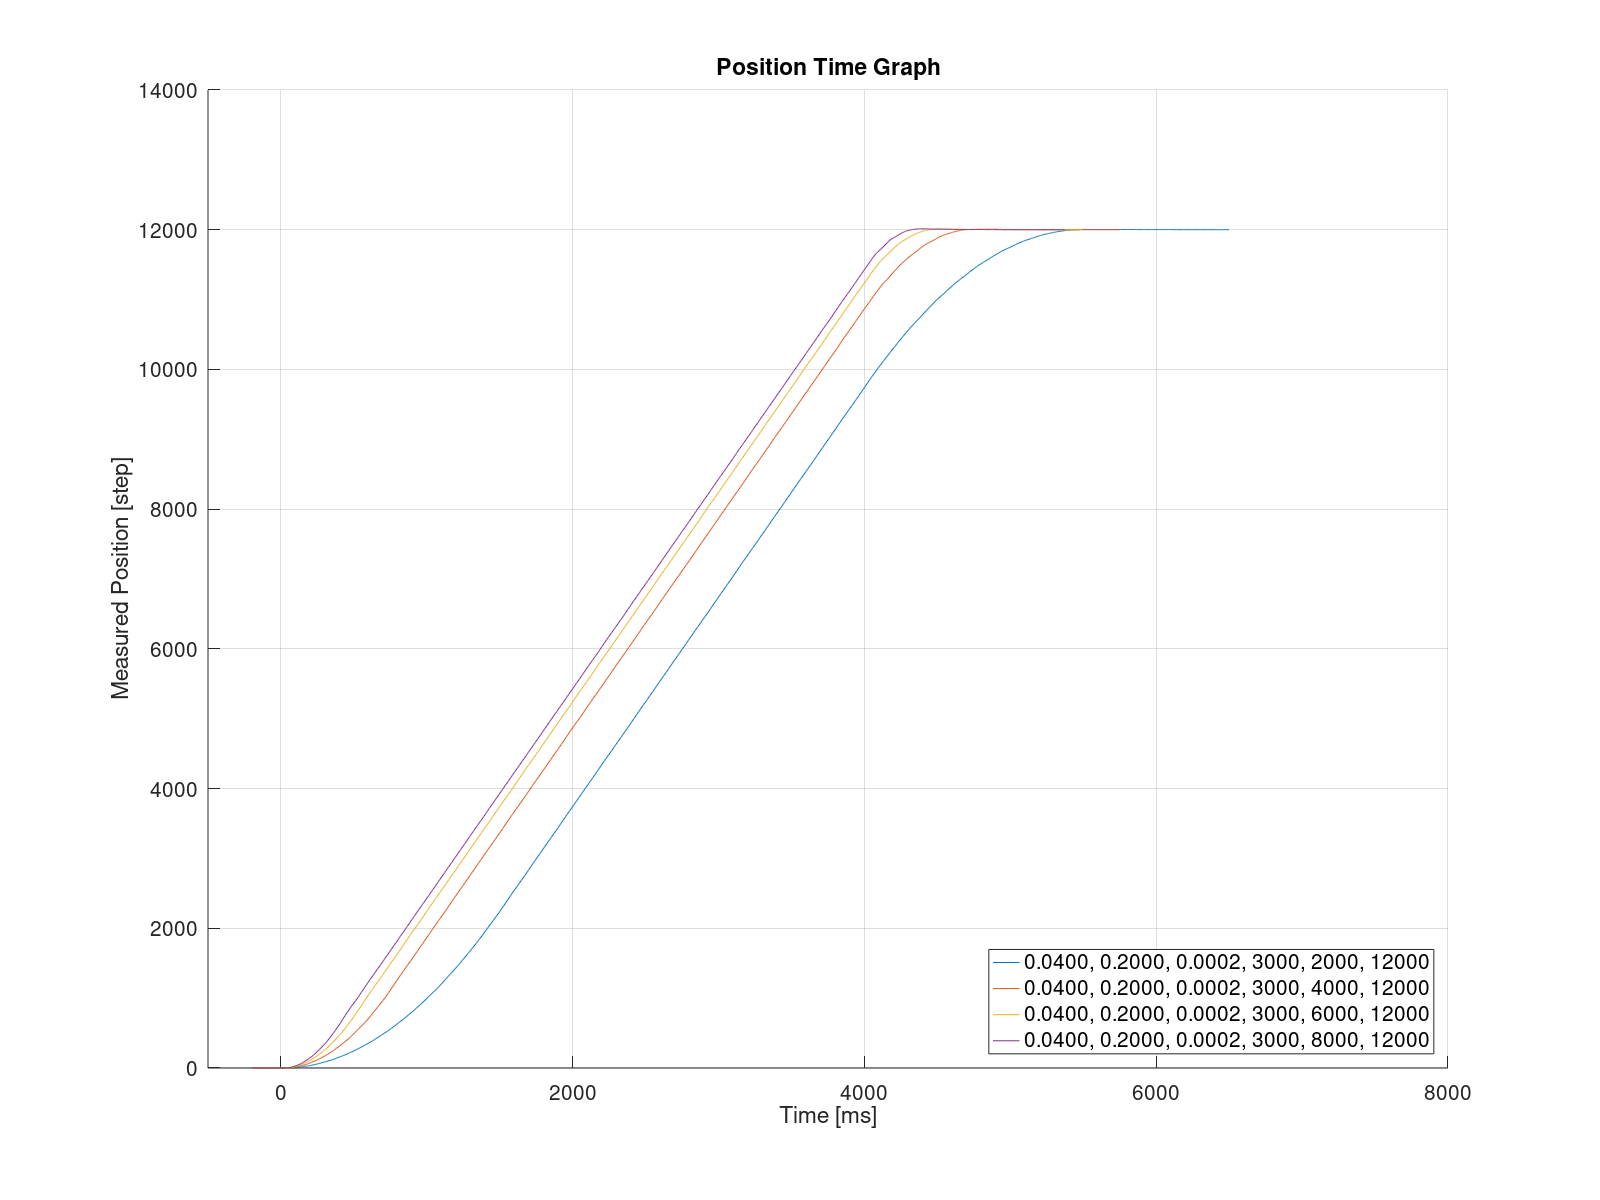 Position Time Graph
14000
12000
10000
8000
6000
4000
2000
0
Measured Position [step]
0 2000 4000 6000 8000
Time [ms]
0.0400, 0.2000, 0.0002, 3000, 2000, 12000
0.0400, 0.2000, 0.0002, 3000, 4000, 12000
0.0400, 0.2000, 0.0002, 3000, 6000, 12000
0.0400, 0.2000, 0.0002, 3000, 8000, 12000